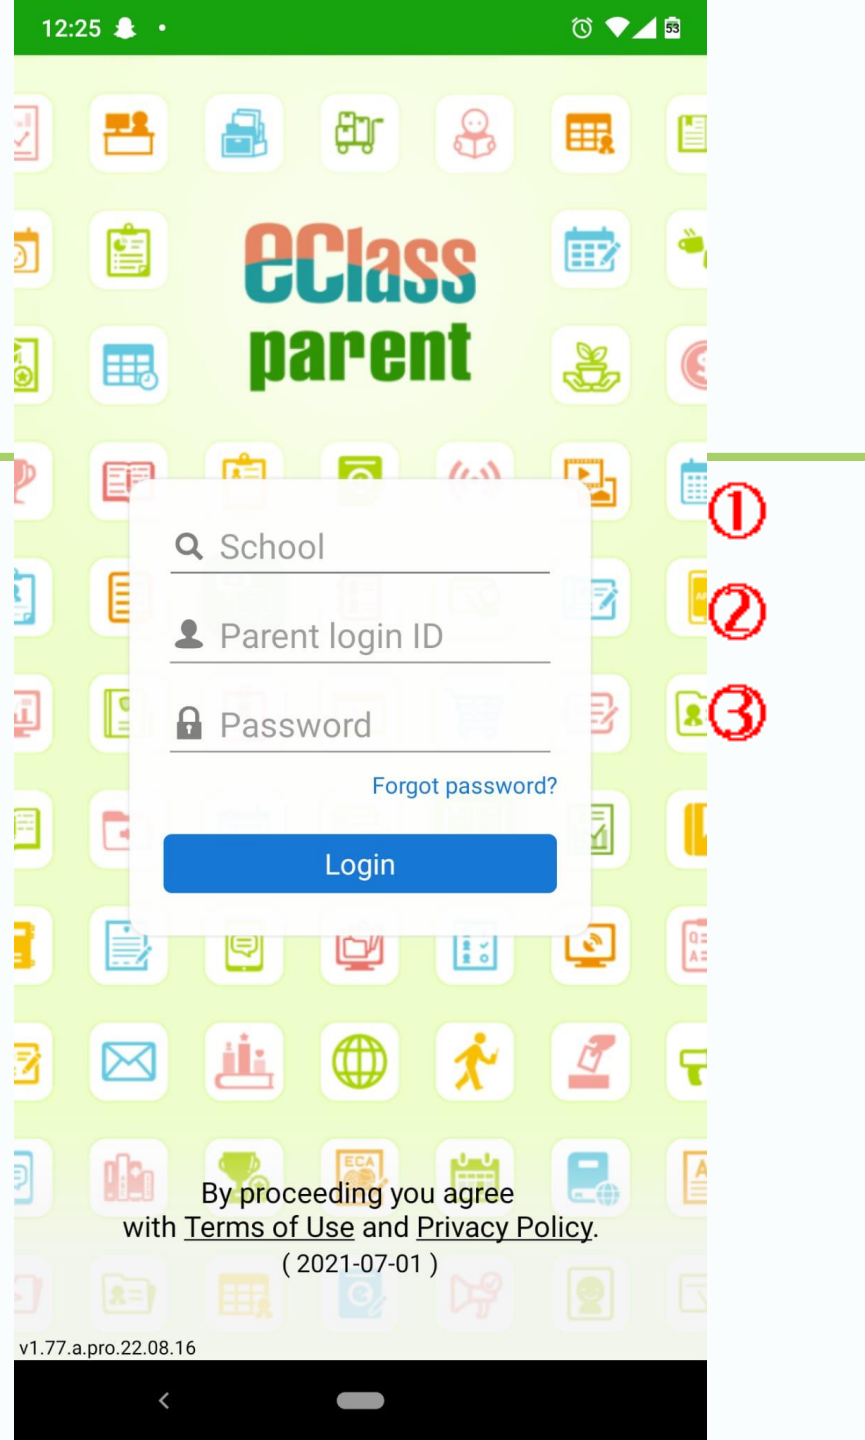 12:25
53
eClass
parent
①
School
②
Parent login ID
③
Password
Forgot password?
Login
ECA
By proceeding you agree
with Terms of Use and Privacy Policy.
( 2021-07-01 )
v1.77.a.pro.22.08.16